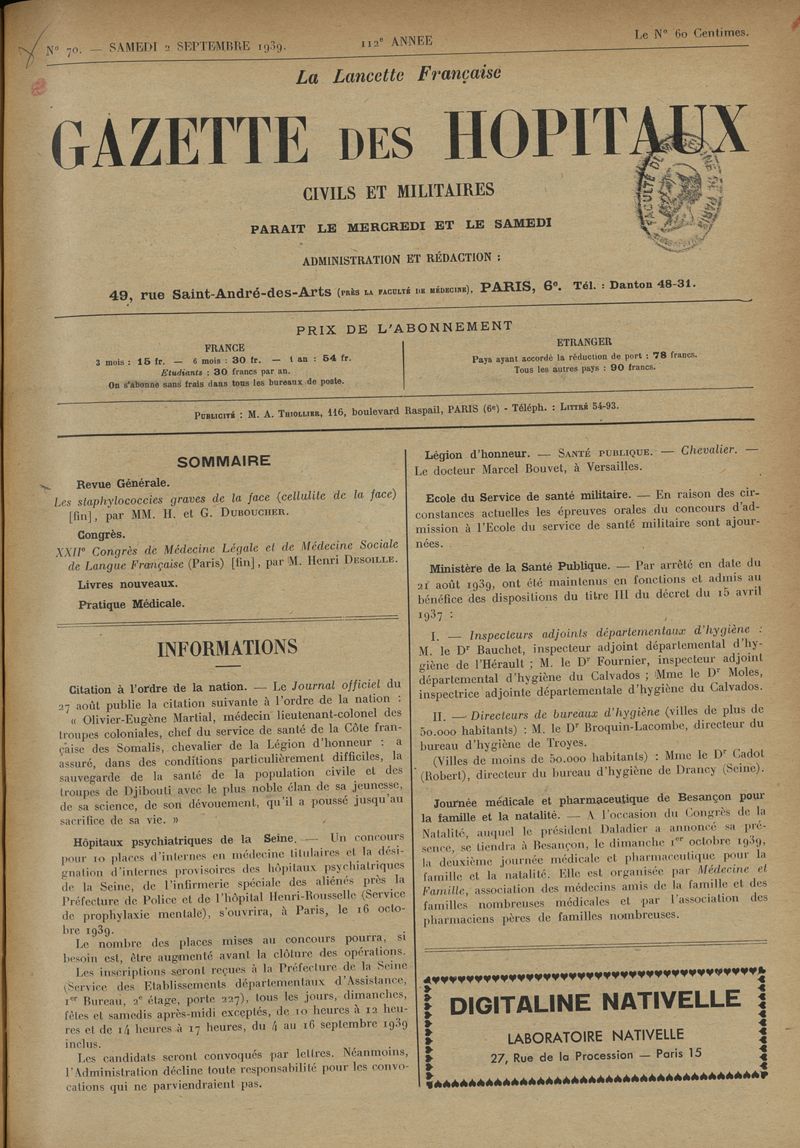 N° 70. — SAMEDI 2 SEPTEMBRE 1939.
112e ANNEE
Le N° 60 Centimes.
La Lancette Française
GAZETTE DES HOPITAUX
CIVILS ET MILITAIRES
PARAIT LE MERCREDI ET LE SAMEDI
ADMINISTRATION ET RÉDACTION :
49, rue Saint-André-des-Arts (PRÈS LA FACULTÉ DE MÉDECINE), PARIS, 6e. Tél. : Danton 48-31.
PRIX DE L'ABONNEMENT
FRANCE
3 mois : 15 fr. — 6 mois : 30 fr. — 1 an : 54 fr.
Etudiants : 30 francs par an.
On s'abonne sans frais dans tous les bureaux de poste.
ETRANGER
Pays ayant accordé la réduction de port : 78 francs.
Tous les autres pays : 90 francs.
PUBLICITÉ : M. A. THIOLLIER, 116, boulevard Raspail, PARIS (6e) - Téléph. : LITTRÉ 54-93.
SOMMAIRE
Revue Générale.
Les staphylococcies graves de la face (cellulite de la face)
[fin], par MM. H. et G. DUBOUCHER.
Congrès.
XXIIe Congrès de Médecine Légale et de Médecine Sociale
de Langue Française (Paris) [fin], par M. Henri DESOILLE.
Livres nouveaux.
Pratique Médicale.
INFORMATIONS
Citation à l'ordre de la nation. — Le Journal officiel du
27 août publie la citation suivante à l'ordre de la nation :
« Olivier-Eugène Martial, médecin lieutenant-colonel des
troupes coloniales, chef du service de santé de la Côte fran-
çaise des Somalis, chevalier de la Légion d'honneur : a
assuré, dans des conditions particulièrement difficiles, la
sauvegarde de la santé de la population civile et des
troupes de Djibouti avec le plus noble élan de sa jeunesse,
de sa science, de son dévouement, qu'il a poussé jusqu'au
sacrifice de sa vie. »
Hôpitaux psychiatriques de la Seine. — Un concours
pour 10 places d'internes en médecine titulaires et la dési-
gnation d'internes provisoires des hôpitaux psychiatriques
de la Seine, de l'infirmerie spéciale des aliénés près la
Préfecture de Police et de l'hôpital Henri-Rousselle (Service
de prophylaxie mentale), s'ouvrira, à Paris, le 16 octo-
bre 1939.
Le nombre des places mises au concours pourra, si
besoin est, être augmenté avant la clôture des opérations.
Les inscriptions seront reçues à la Préfecture de la Seine
(Service des Etablissements départementaux d'Assistance,
1er Bureau, 2e étage, porte 227), tous les jours, dimanches,
fêtes et samedis après-midi exceptés, de 10 heures à 12 heu-
res et de 14 heures à 17 heures, du 4 au 16 septembre 1939
inclus.
Les candidats seront convoqués par lettres. Néanmoins,
l'Administration décline toute responsabilité pour les convo-
cations qui ne parviendraient pas.
Légion d'honneur. — SANTÉ PUBLIQUE. — Chevalier. —
Le docteur Marcel Bouvet, à Versailles.
Ecole du Service de santé militaire. — En raison des cir-
constances actuelles les épreuves orales du concours d'ad-
mission à l'Ecole du service de santé militaire sont ajour-
nées.
Ministère de la Santé Publique. — Par arrêté en date du
21 août 1939, ont été maintenus en fonctions et admis au
bénéfice des dispositions du titre III du décret du 15 avril
1937 :
I. — Inspecteurs adjoints départementaux d'hygiène :
M. le Dr Bauchet, inspecteur adjoint départemental d'hy-
giène de l'Hérault ; M. le Dr Fournier, inspecteur adjoint
départemental d'hygiène du Calvados ; Mme le Dr Moles,
inspectrice adjointe départementale d'hygiène du Calvados.
II. — Directeurs de bureaux d'hygiène (villes de plus de
50.000 habitants) : M. le Dr Broquin-Lacombe, directeur du
bureau d'hygiène de Troyes.
(Villes de moins de 50.000 habitants) : Mme le Dr Cadot
(Robert), directeur du bureau d'hygiène de Drancy (Seine).
Journée médicale et pharmaceutique de Besançon pour
la famille et la natalité. — A l'occasion du Congrès de la
Natalité, auquel le président Daladier a annoncé sa pré-
sence, se tiendra à Besançon, le dimanche 1er octobre 1939,
la deuxième journée médicale et pharmaceutique pour la
famille et la natalité. Elle est organisée par Médecine et
Famille, association des médecins amis de la famille et des
familles nombreuses médicales et par l'association des
pharmaciens pères de familles nombreuses.
DIGITALINE NATIVELLE
LABORATOIRE NATIVELLE
27, Rue de la Procession — Paris 15
FACULTÉ DE MÉDECINE DE PARIS